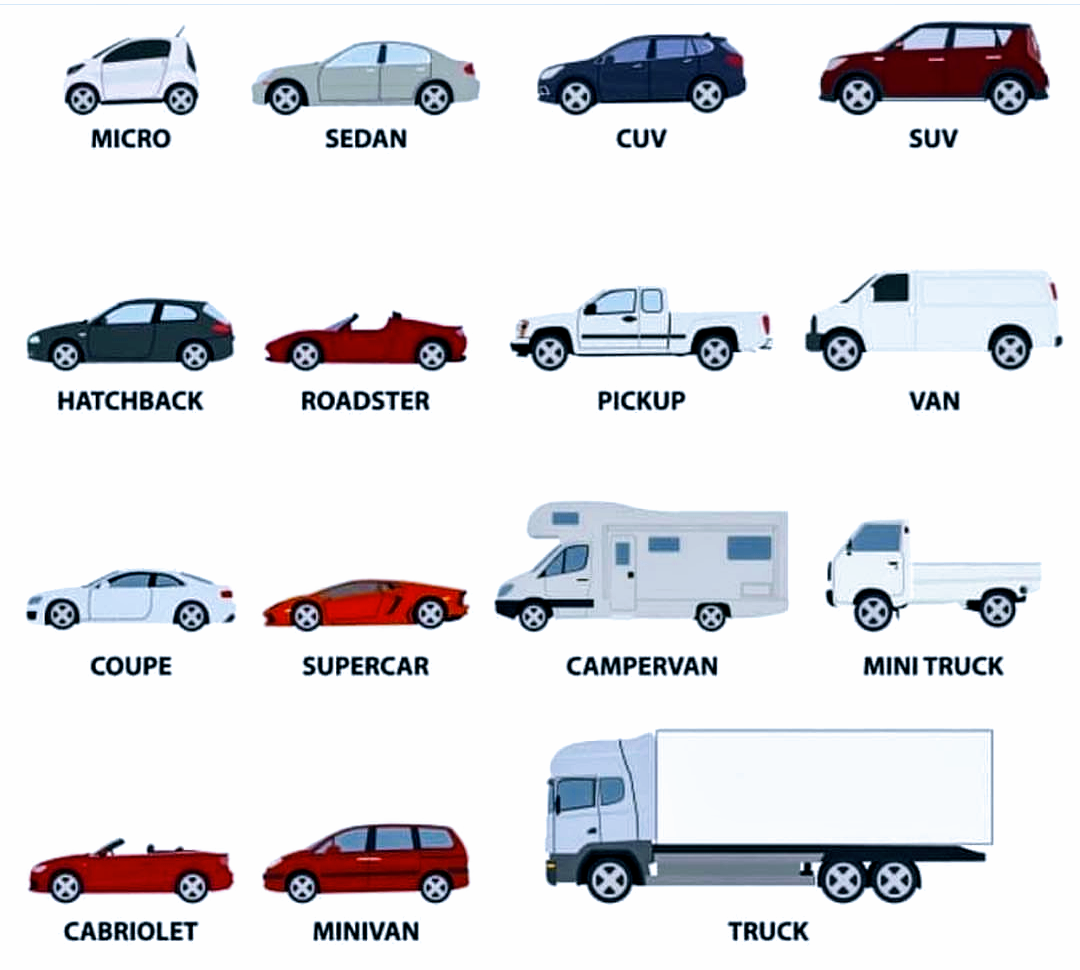 MICRO
SEDAN
CUV
SUV
HATCHBACK
ROADSTER
PICKUP
VAN
COUPE
SUPERCAR
CAMPERVAN
MINI TRUCK
CABRIOLET
MINIVAN
TRUCK